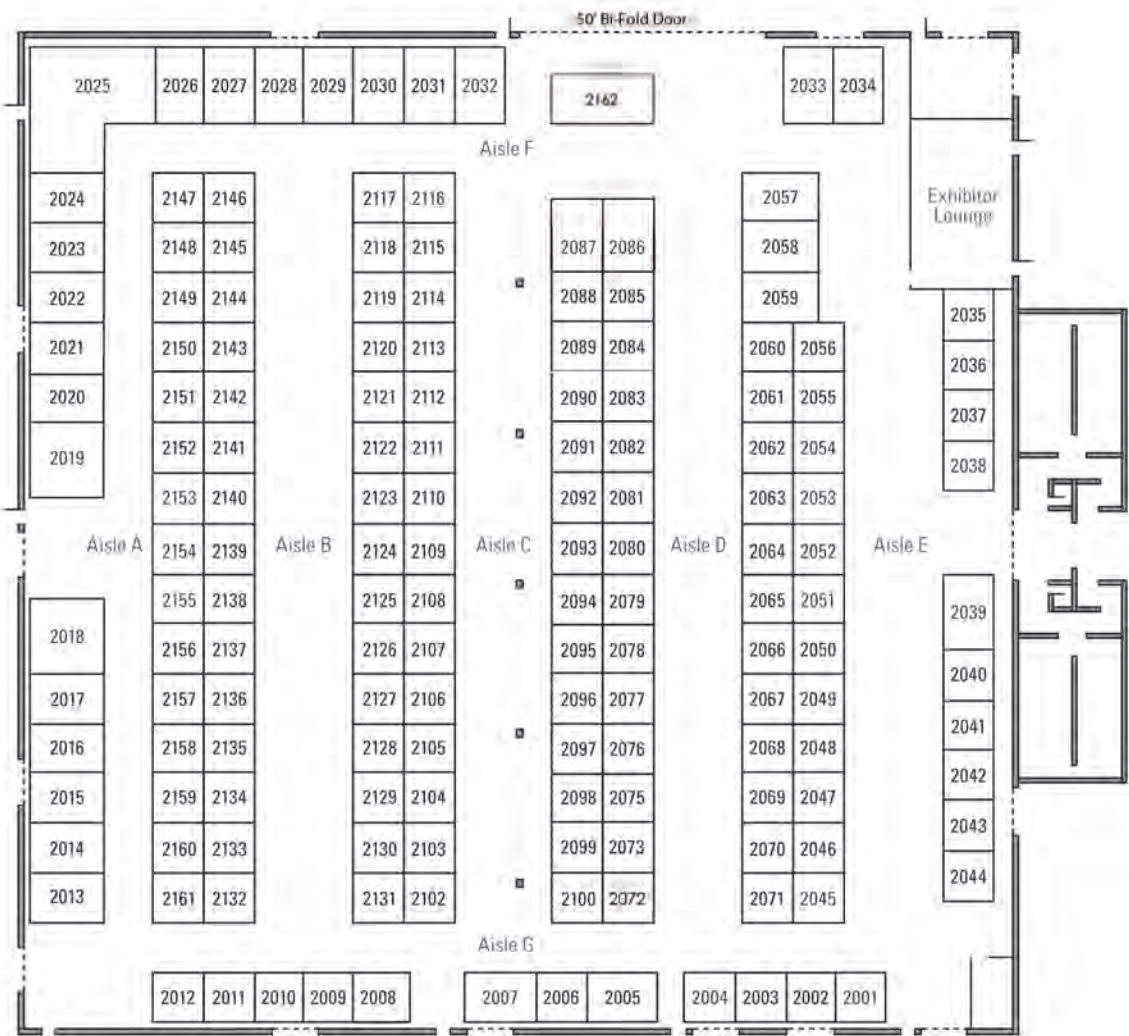 50' Bi-Fold Door
2025 2026 2027 2028 2029 2030 2031 2032 2162 2033 2034
Aisle F
2024 2147 2146 2117 2116 2057 Exhibitor
Lounge
2023 2148 2145 2118 2115 2087 2086 2058
2022 2149 2144 2119 2114 2088 2085 2059 2035
2021 2150 2143 2120 2113 2089 2084 2060 2056 2036
2020 2151 2142 2121 2112 2090 2083 2061 2055 2037
2019 2152 2141 2122 2111 2091 2082 2062 2054 2038
2153 2140 2123 2110 2092 2081 2063 2053
Aisle A 2154 2139 Aisle B 2124 2109 Aisle C 2093 2080 Aisle D 2064 2052 Aisle E
2155 2138 2125 2108 2094 2079 2065 2051 2039
2018 2156 2137 2126 2107 2095 2078 2066 2050 2040
2017 2157 2136 2127 2106 2096 2077 2067 2049 2041
2016 2158 2135 2128 2105 2097 2076 2068 2048 2042
2015 2159 2134 2129 2104 2098 2075 2069 2047 2043
2014 2160 2133 2130 2103 2099 2073 2070 2046 2044
2013 2161 2132 2131 2102 2100 2072 2071 2045
Aisle G
2012 2011 2010 2009 2008 2007 2006 2005 2004 2003 2002 2001